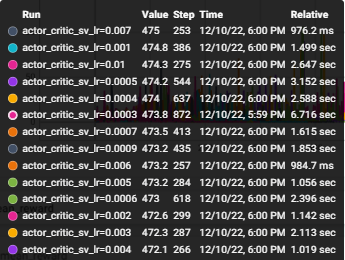 Run Value Step Time Relative
actor_critic_sv_lr=0.007 475 253 12/10/22, 6:00 PM 976.2 ms
actor_critic_sv_lr=0.001 474.8 386 12/10/22, 6:00 PM 1.499 sec
actor_critic_sv_lr=0.01 474.3 275 12/10/22, 6:00 PM 2.647 sec
actor_critic_sv_lr=0.0005 474.2 544 12/10/22, 6:00 PM 3.152 sec
actor_critic_sv_lr=0.0004 474 637 12/10/22, 6:00 PM 2.588 sec
actor_critic_sv_lr=0.0003 473.8 872 12/10/22, 5:59 PM 6.716 sec
actor_critic_sv_lr=0.0007 473.5 413 12/10/22, 6:00 PM 1.615 sec
actor_critic_sv_lr=0.0009 473.2 435 12/10/22, 6:00 PM 1.853 sec
actor_critic_sv_lr=0.006 473.2 257 12/10/22, 6:00 PM 984.7 ms
actor_critic_sv_lr=0.005 473.2 284 12/10/22, 6:00 PM 1.056 sec
actor_critic_sv_lr=0.0006 473 618 12/10/22, 6:00 PM 2.396 sec
actor_critic_sv_lr=0.002 472.6 299 12/10/22, 6:00 PM 1.142 sec
actor_critic_sv_lr=0.003 472.3 287 12/10/22, 6:00 PM 2.113 sec
actor_critic_sv_lr=0.004 472.1 266 12/10/22, 6:00 PM 1.019 sec